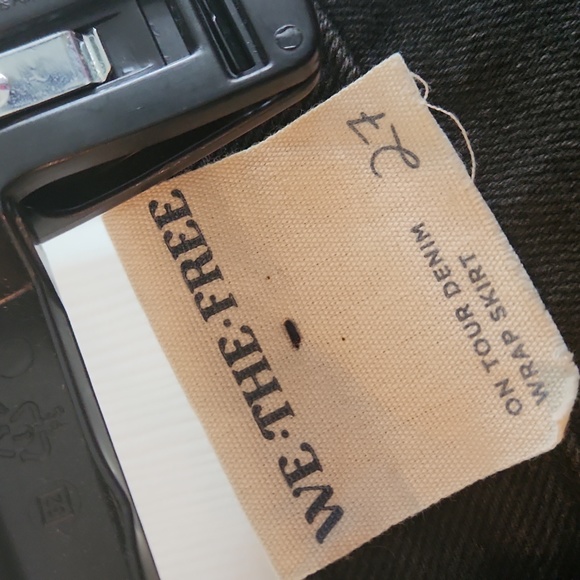 WE·THE·FREE
27
ON TOUR DENIM
WRAP SKIRT